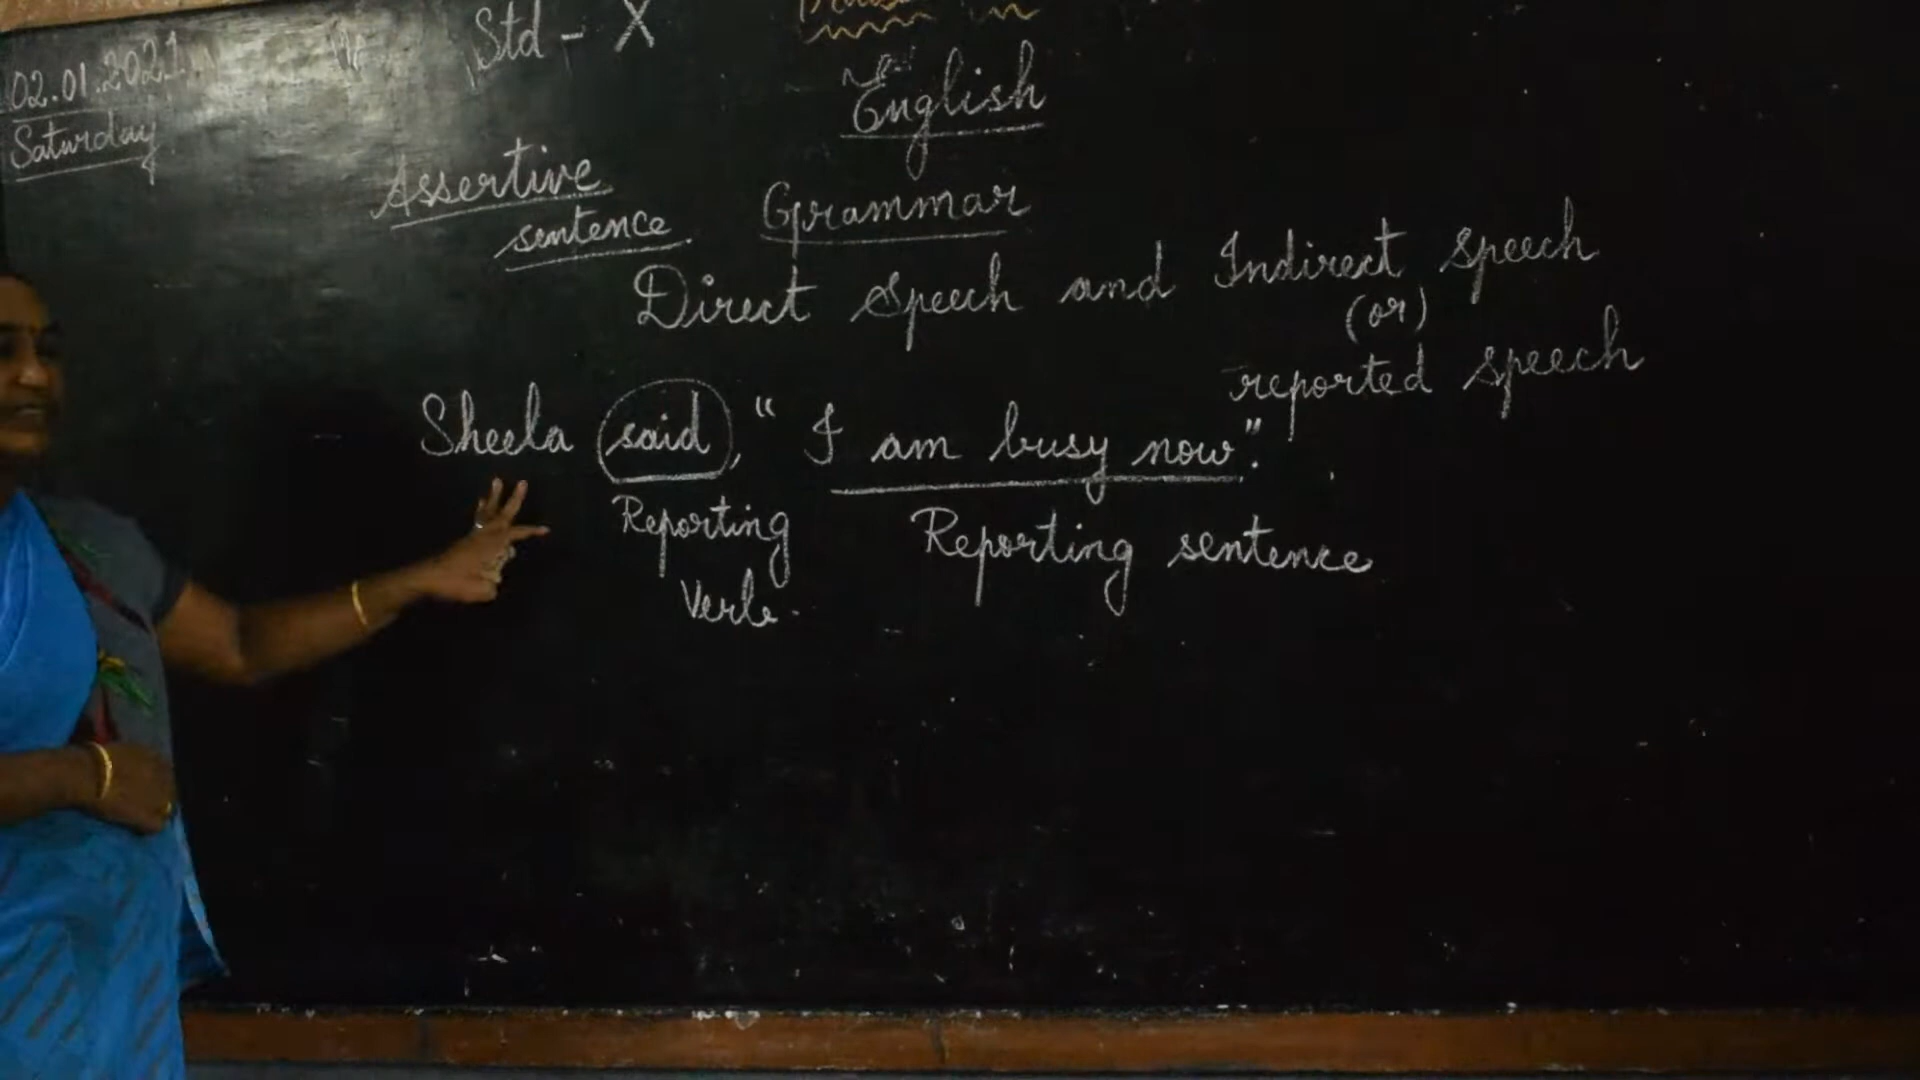 02.01.2021
Saturday
Std - X
English
Assertive
sentence.
Grammar
Direct speech and Indirect speech
(or)
reported speech
Sheela said, “ I am busy now”.
Reporting
Verb.
Reporting sentence